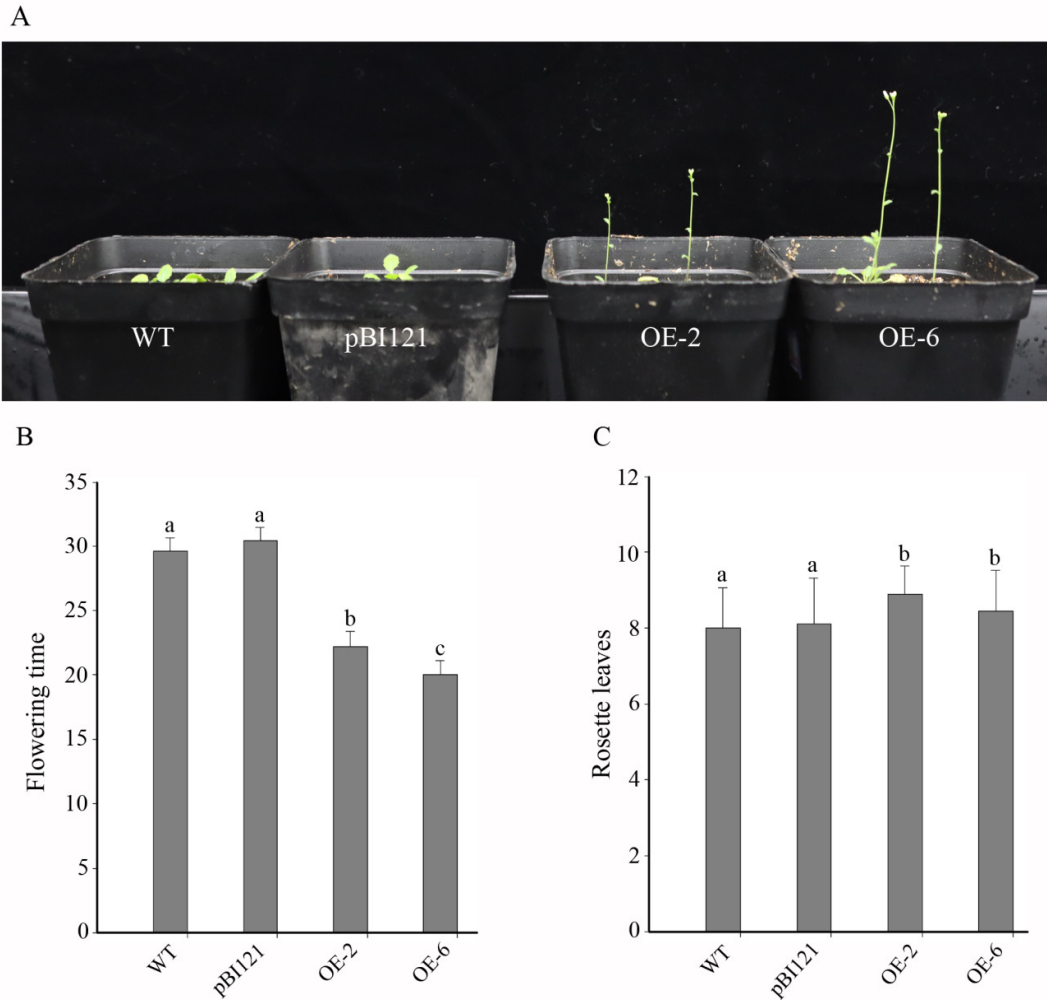 A
WT
pBI121
OE-2
OE-6
B
C
Flowering time
35
30
25
20
15
10
5
0
a
a
b
c
WT
pBI121
OE-2
OE-6
Rosette leaves
12
10
8
6
4
2
0
a
a
b
b
WT
pBI121
OE-2
OE-6